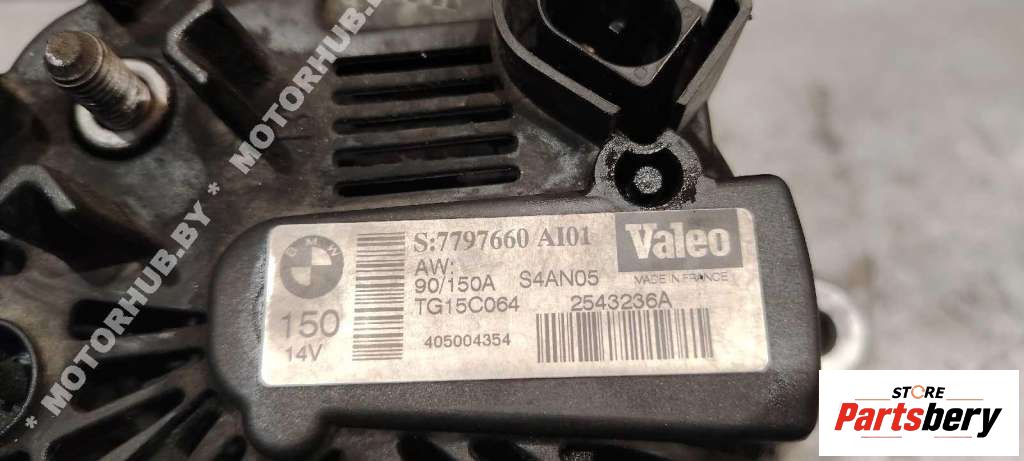 * MOTORHUB.BY * MOTORHUB.BY
BMW
150
14V
S:7797660 AI01
AW:
90/150A S4AN05
TG15C064 2543236A
405004354
Valeo
MADE IN FRANCE
STORE
Partsbery